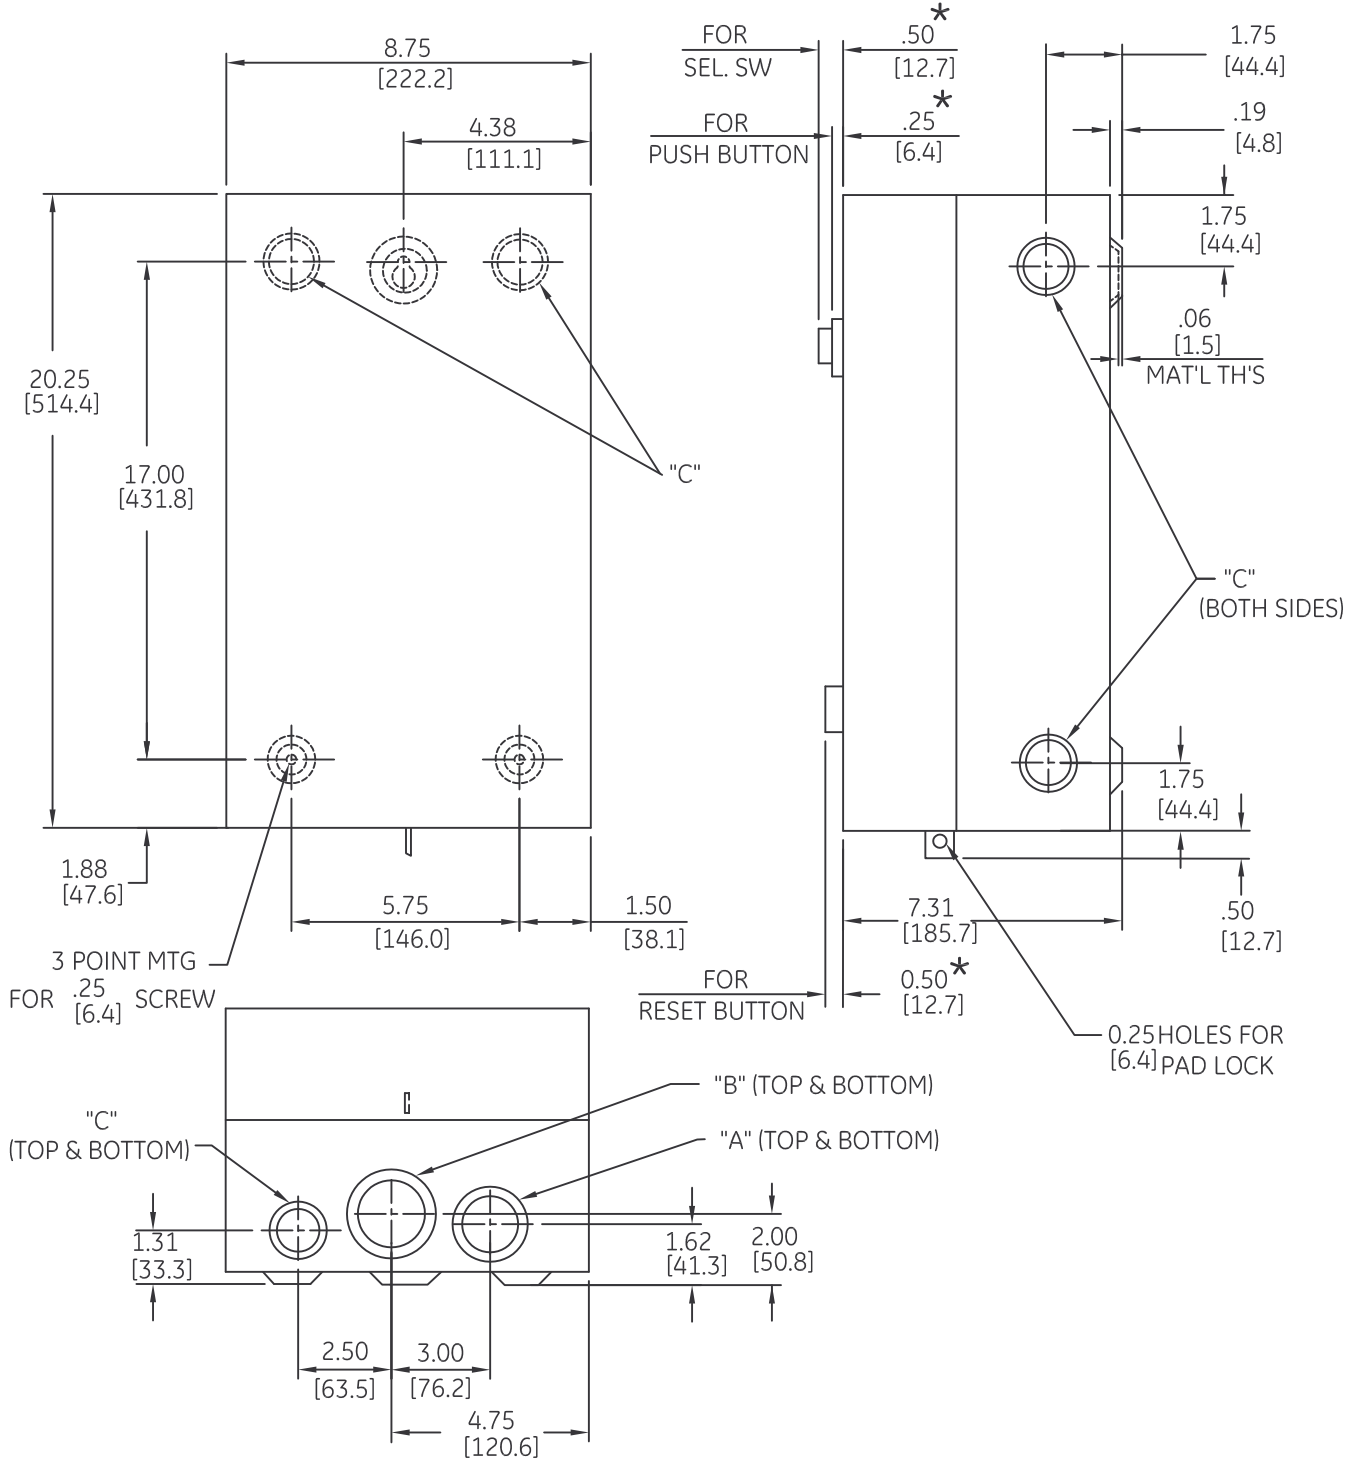 8.75
[222.2]
4.38
[111.1]
20.25
[514.4]
17.00
[431.8]
"C"
1.88
[47.6]
5.75
[146.0]
1.50
[38.1]
3 POINT MTG
FOR .25 SCREW
[6.4]
FOR
SEL. SW
.50*
[12.7]
FOR
PUSH BUTTON
.25*
[6.4]
1.75
[44.4]
.19
[4.8]
1.75
[44.4]
.06
[1.5]
MAT'L TH'S
"C"
(BOTH SIDES)
1.75
[44.4]
.50
[12.7]
7.31
[185.7]
FOR
RESET BUTTON
0.50*
[12.7]
0.25 HOLES FOR
[6.4] PAD LOCK
"B" (TOP & BOTTOM)
"A" (TOP & BOTTOM)
"C"
(TOP & BOTTOM)
1.31
[33.3]
1.62
[41.3]
2.00
[50.8]
2.50
[63.5]
3.00
[76.2]
4.75
[120.6]